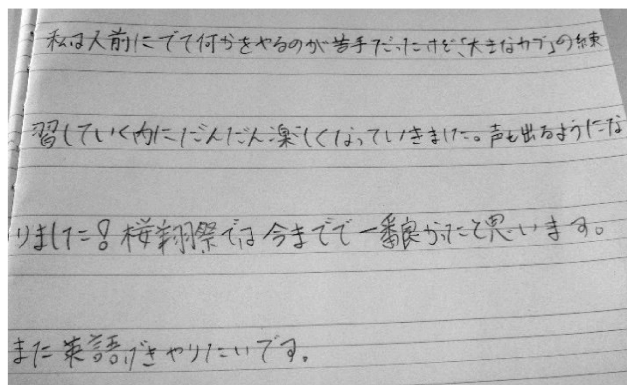 私は人前にでて何かをやるのが苦手だったけど「大きなカブ」の練
習していく内にだんだん楽しくなっていきました。声も出るようにな
りました！桜翔祭では今までで一番良かったと思います。
また英語げきやりたいです。